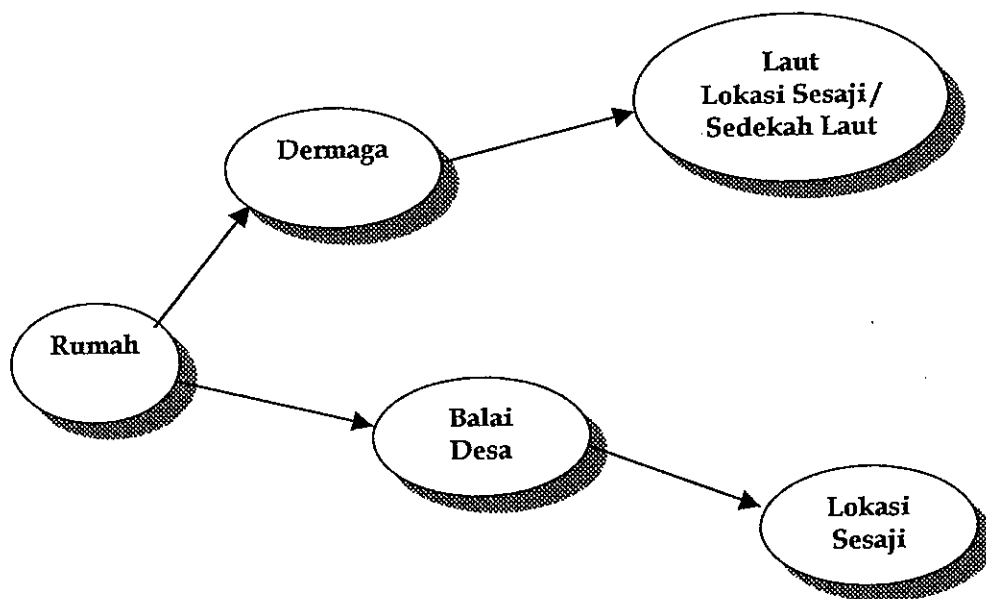 Laut
Lokasi Sesaji/
Sedekah Laut
Dermaga
Rumah
Balai
Desa
Lokasi
Sesaji